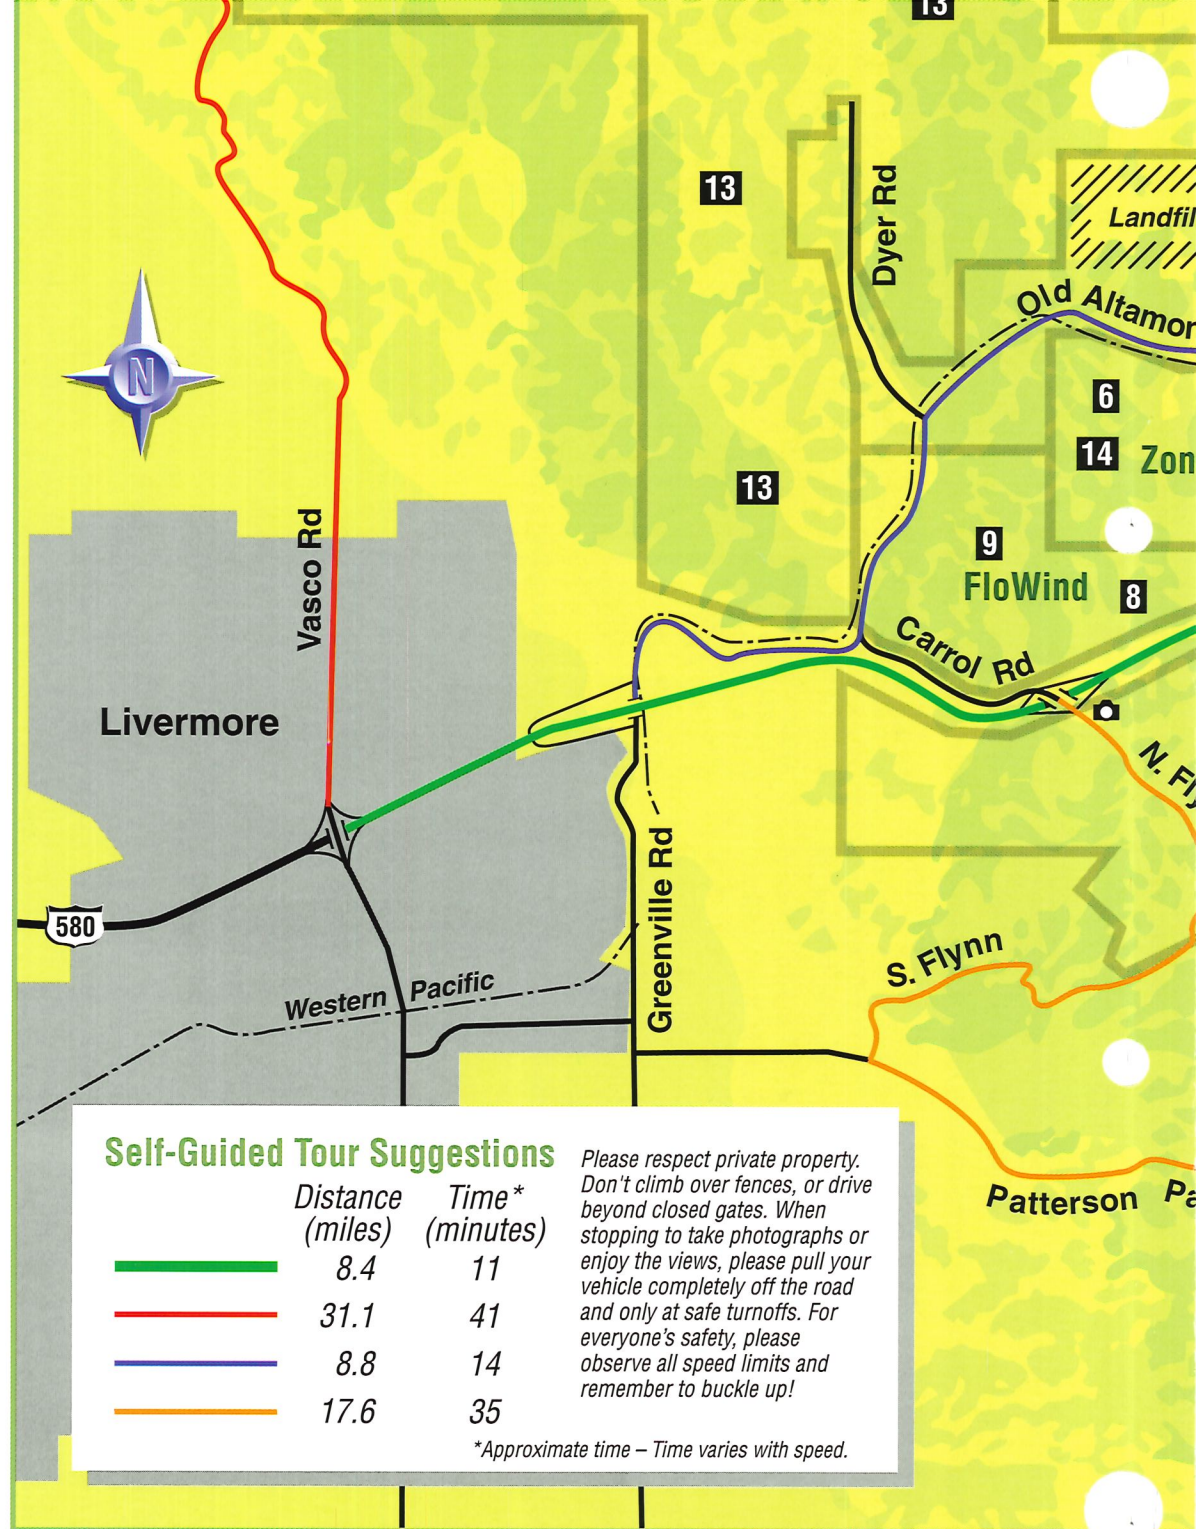 13
13
Dyer Rd
Landfil
Old Altamor
6
14
Zon
13
9
FloWind
8
Carrol Rd
N
Vasco Rd
Livermore
N. Fly
580
Greenville Rd
S. Flynn
Western Pacific
Patterson Pa
Self-Guided Tour Suggestions
Distance Time*
(miles) (minutes)
8.4 11
31.1 41
8.8 14
17.6 35
Please respect private property.
Don't climb over fences, or drive
beyond closed gates. When
stopping to take photographs or
enjoy the views, please pull your
vehicle completely off the road
and only at safe turnoffs. For
everyone's safety, please
observe all speed limits and
remember to buckle up!
*Approximate time – Time varies with speed.